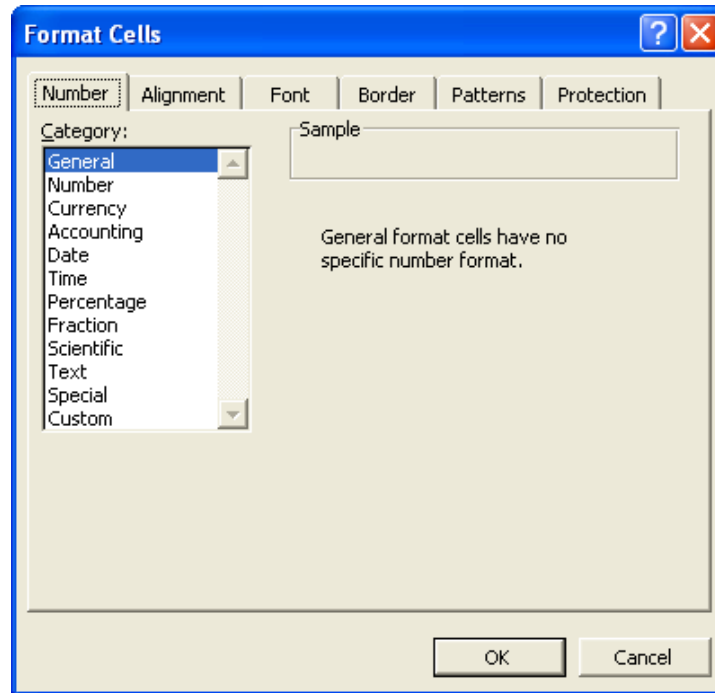 Format Cells
?
X
Number Alignment Font Border Patterns Protection
Category:
General
Number
Currency
Accounting
Date
Time
Percentage
Fraction
Scientific
Text
Special
Custom
Sample
General format cells have no
specific number format.
OK Cancel